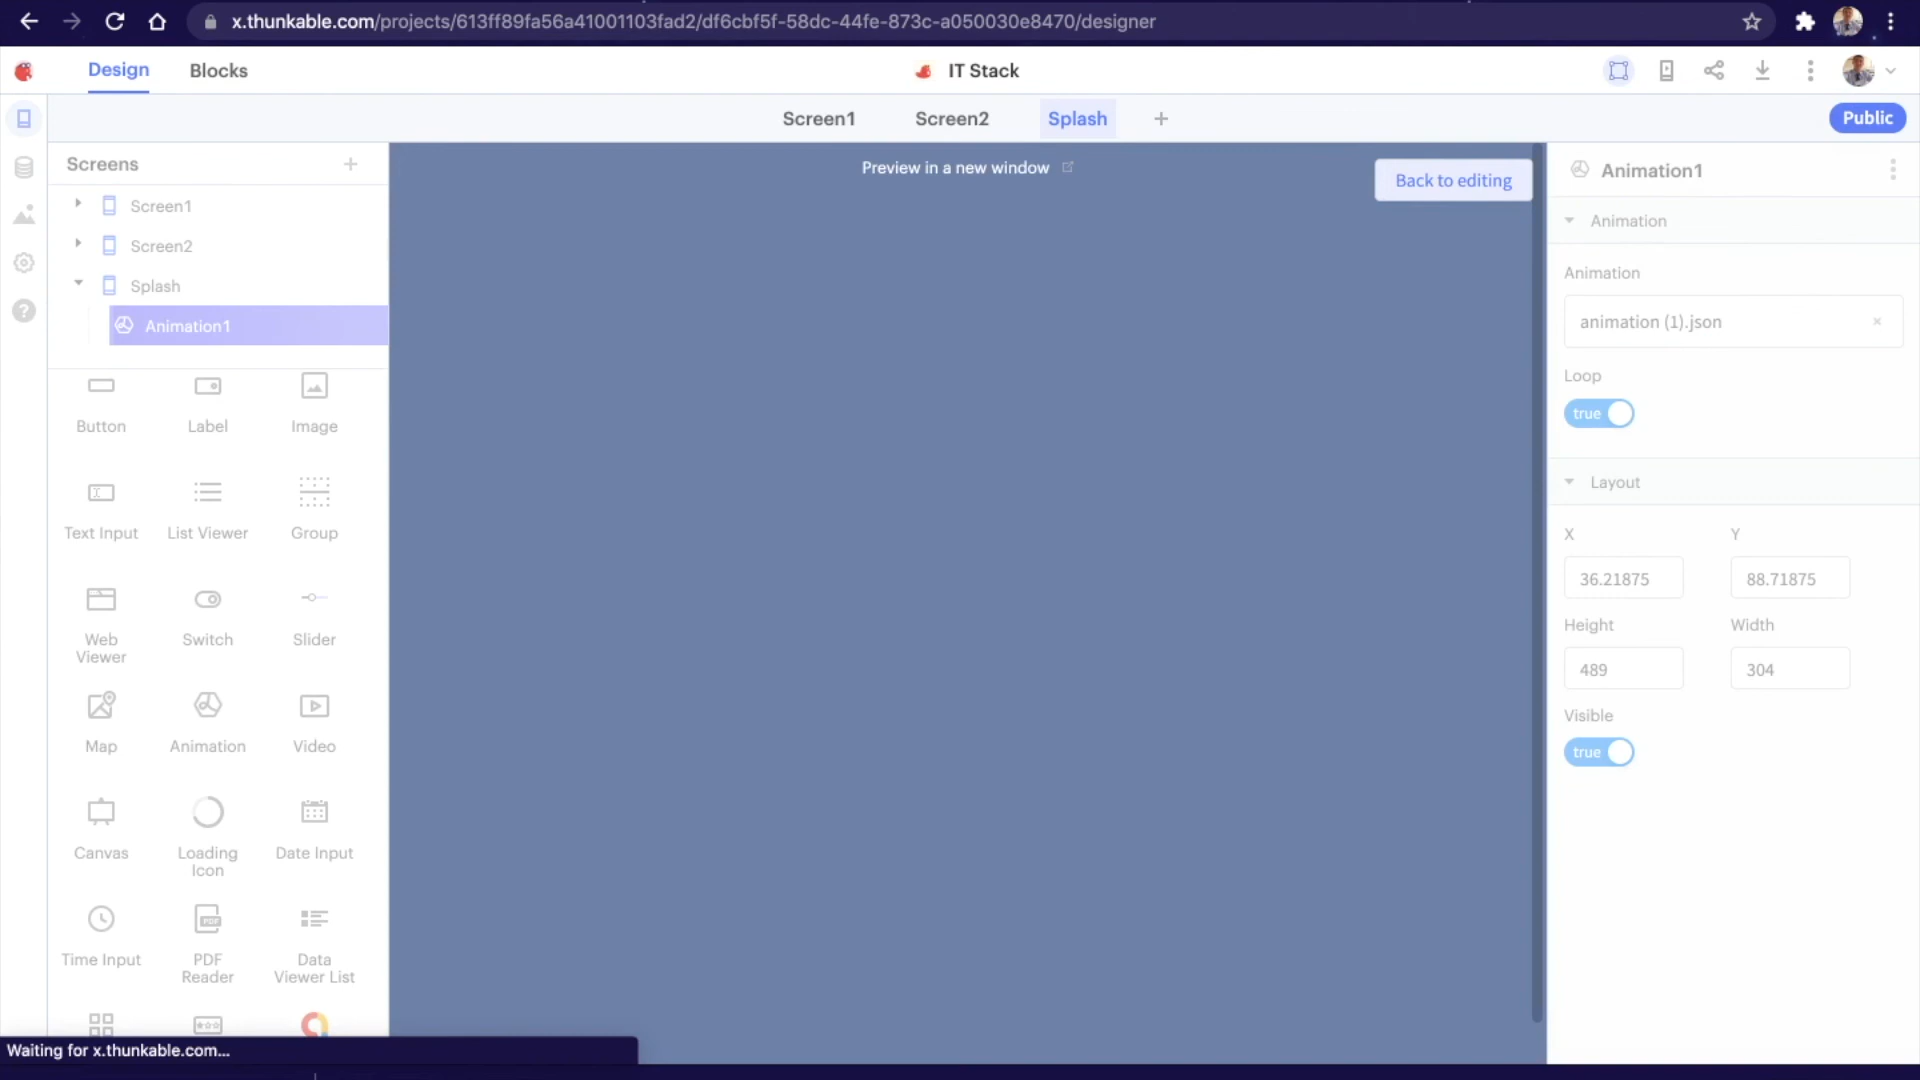 x.thunkable.com/projects/613ff89fa56a41001103fad2/df6cbf5f-58dc-44fe-873c-a050030e8470/designer
Design
Blocks
IT Stack
Screen1
Screen2
Splash
Public
Screens
Screen1
Screen2
Splash
Animation1
Button
Label
Image
Text Input
List Viewer
Group
Web
Viewer
Switch
Slider
Map
Animation
Video
Canvas
Loading
Icon
Date Input
Time Input
PDF
PDF
Reader
Data
Viewer List
Preview in a new window
Back to editing
Animation1
Animation
Animation
animation (1).json
Loop
true
Layout
X
Y
36.21875
88.71875
Height
Width
489
304
Visible
true
Waiting for x.thunkable.com...